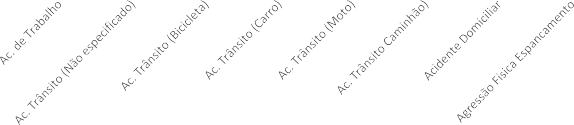 Ac. de Trabalho
Ac. Trânsito (Não especificado)
Ac. Trânsito (Bicicleta)
Ac. Trânsito (Carro)
Ac. Trânsito (Moto)
Ac. Trânsito Caminhão)
Acidente Domiciliar
Agressão Fisica Espancamento